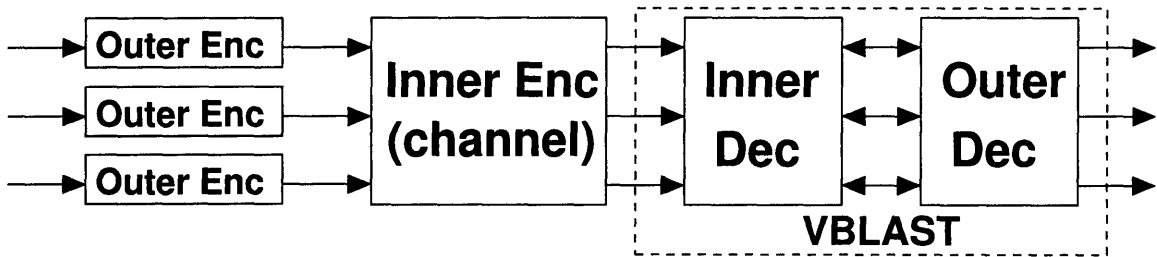 Outer Enc
Outer Enc
Outer Enc
Inner Enc
(channel)
Inner
Dec
Outer
Dec
VBLAST